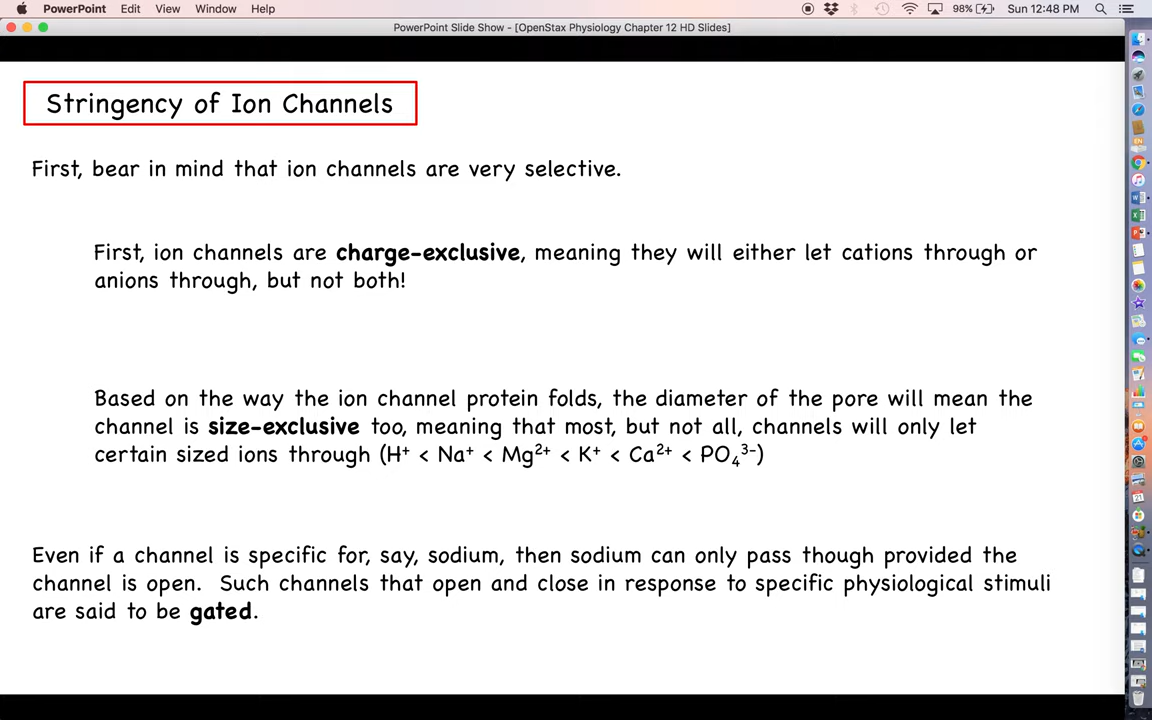 PowerPoint Edit View Window Help 98% Sun 12:48 PM
PowerPoint Slide Show - [OpenStax Physiology Chapter 12 HD Slides]
Stringency of Ion Channels
First, bear in mind that ion channels are very selective.
First, ion channels are charge-exclusive, meaning they will either let cations through or
anions through, but not both!
Based on the way the ion channel protein folds, the diameter of the pore will mean the
channel is size-exclusive too, meaning that most, but not all, channels will only let
certain sized ions through (H⁺ < Na⁺ < Mg²⁺ < K⁺ < Ca²⁺ < PO₄³⁻)
Even if a channel is specific for, say, sodium, then sodium can only pass though provided the
channel is open. Such channels that open and close in response to specific physiological stimuli
are said to be gated.